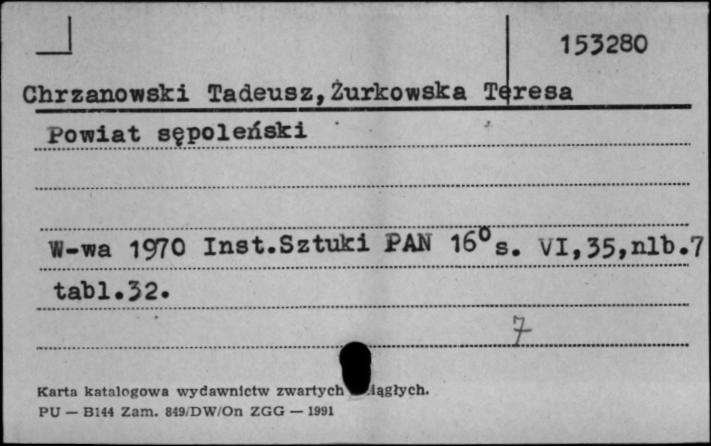 153280
Chrzanowski Tadeusz,Żurkowska Teresa
Powiat sępoleński
W-wa 1970 Inst.Sztuki PAN 16° s. VI,35,nlb.7
tabl.32.
7
Karta katalogowa wydawnictw zwartych
PU — B144 Zam. 849/DW/On ZGG — 1991